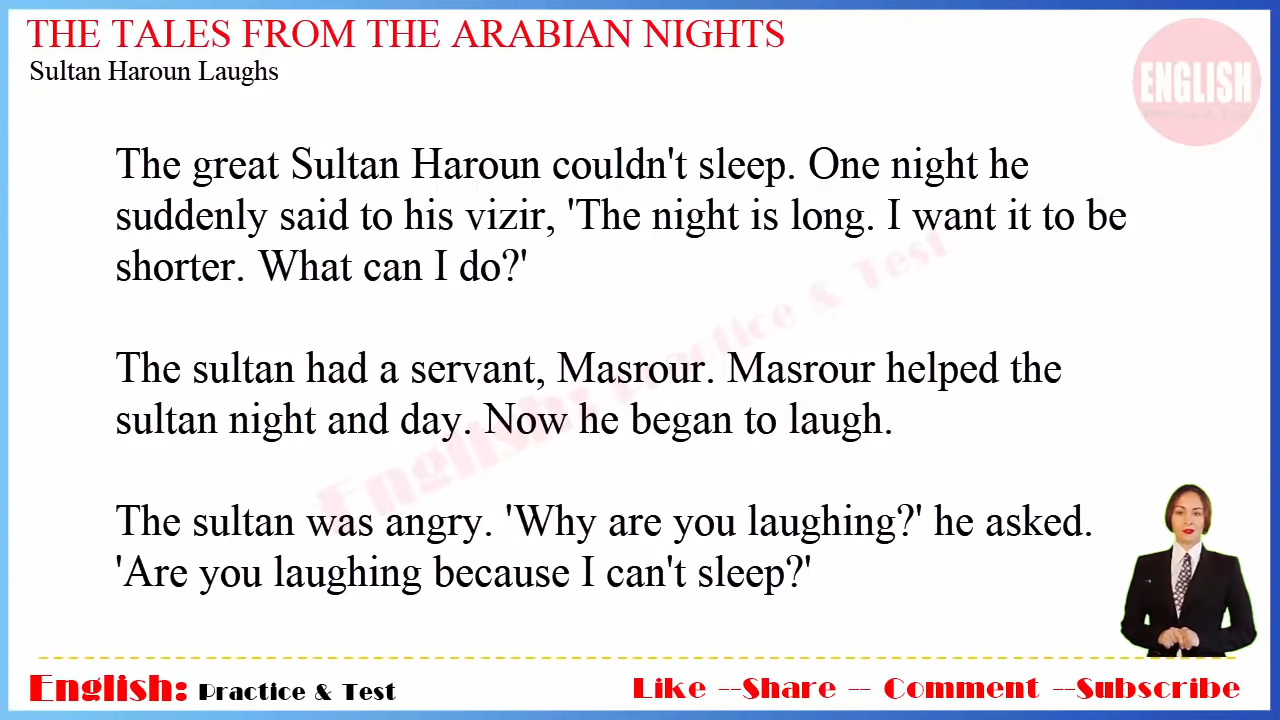 THE TALES FROM THE ARABIAN NIGHTS
Sultan Haroun Laughs
ENGLISH
The great Sultan Haroun couldn't sleep. One night he
suddenly said to his vizir, 'The night is long. I want it to be
shorter. What can I do?'
The sultan had a servant, Masrour. Masrour helped the
sultan night and day. Now he began to laugh.
The sultan was angry. 'Why are you laughing?' he asked.
'Are you laughing because I can't sleep?'
English: Practice & Test
English: Practice & Test
Like --Share -- Comment --Subscribe